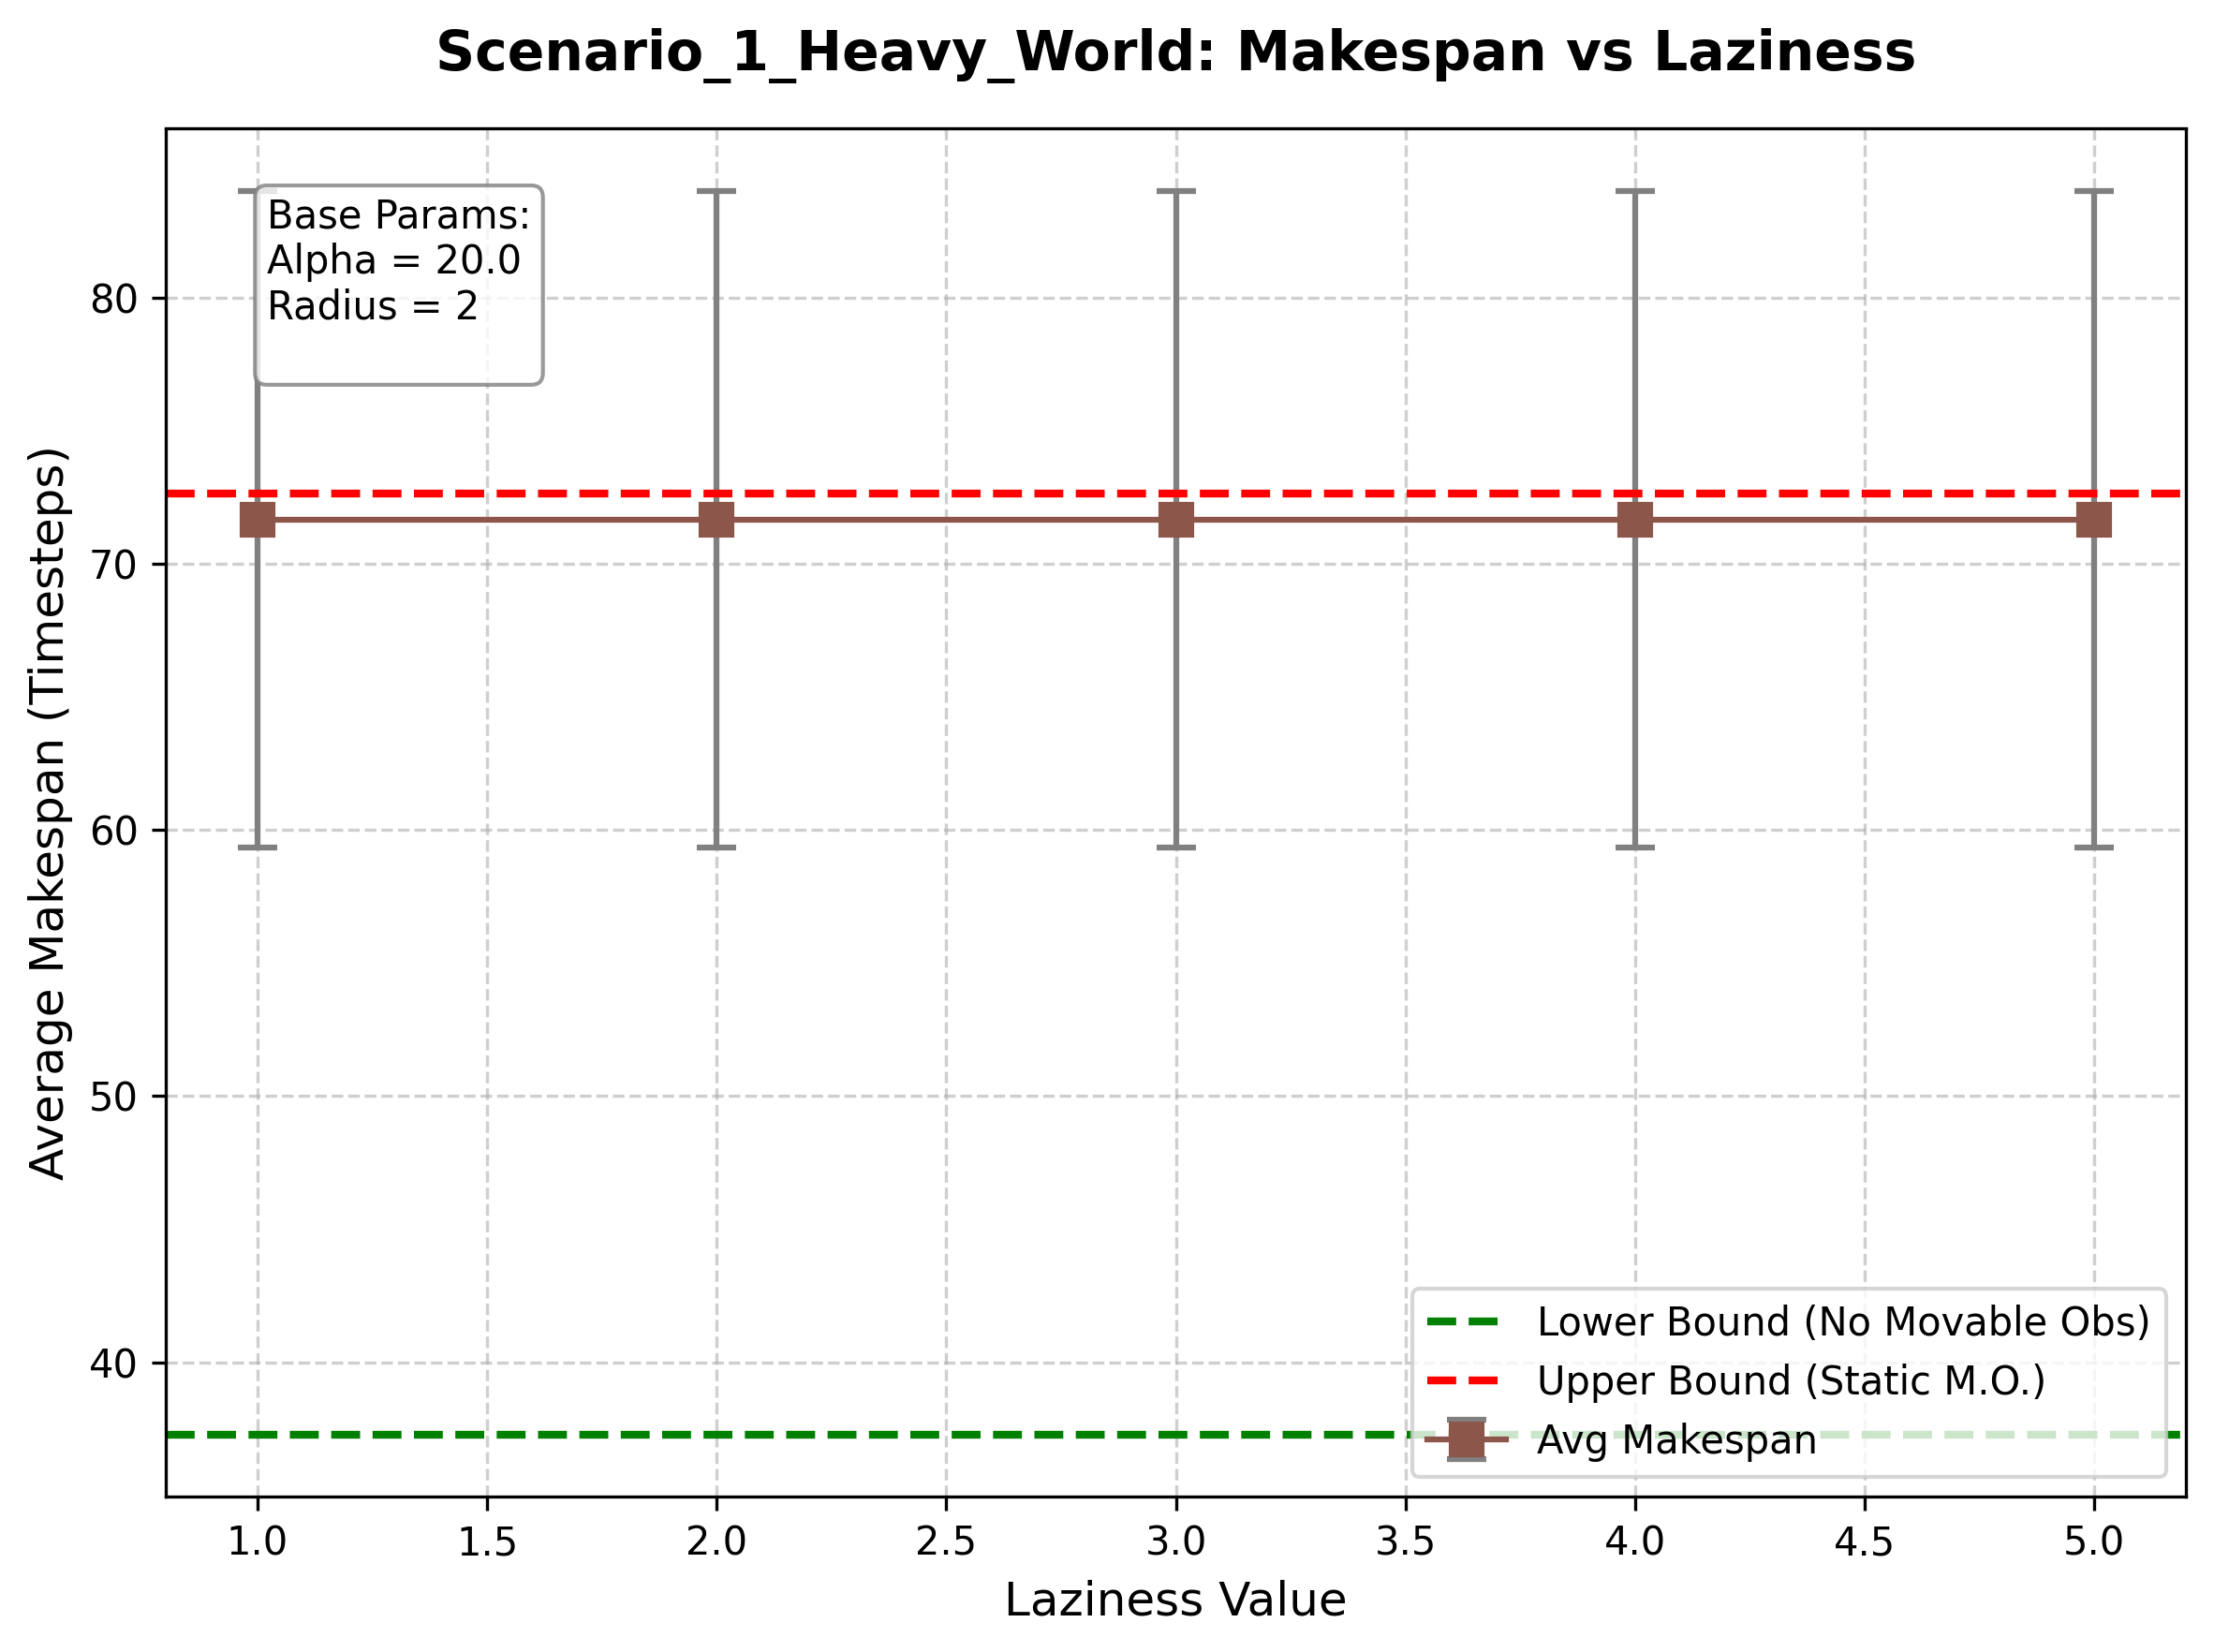 Scenario_1_Heavy_World: Makespan vs Laziness
Base Params:
Alpha = 20.0
Radius = 2
Average Makespan (Timesteps)
80
70
60
50
40
Lower Bound (No Movable Obs)
Upper Bound (Static M.O.)
Avg Makespan
1.0 1.5 2.0 2.5 3.0 3.5 4.0 4.5 5.0
Laziness Value